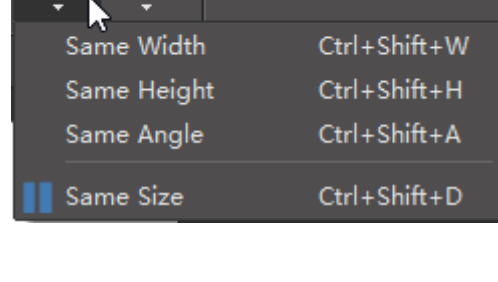 Same Width Ctrl+Shift+W
Same Height Ctrl+Shift+H
Same Angle Ctrl+Shift+A
Same Size Ctrl+Shift+D